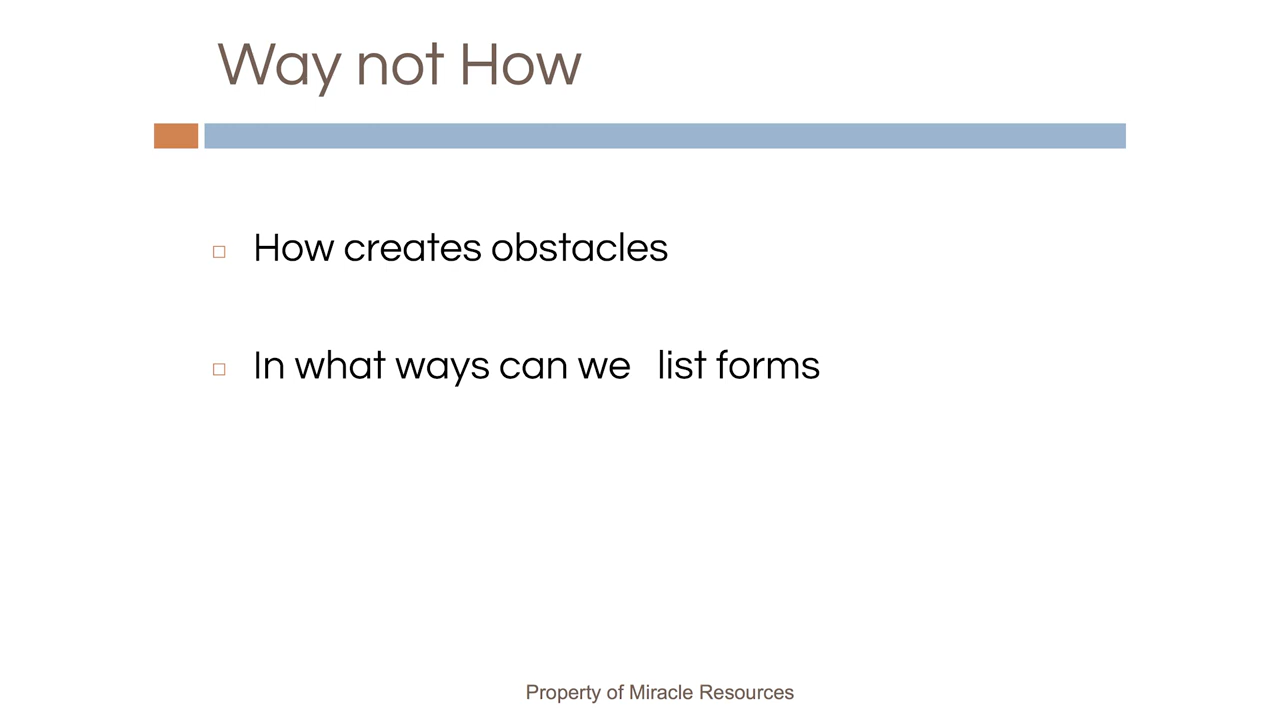 Way not How
How creates obstacles
In what ways can we   list forms
Property of Miracle Resources